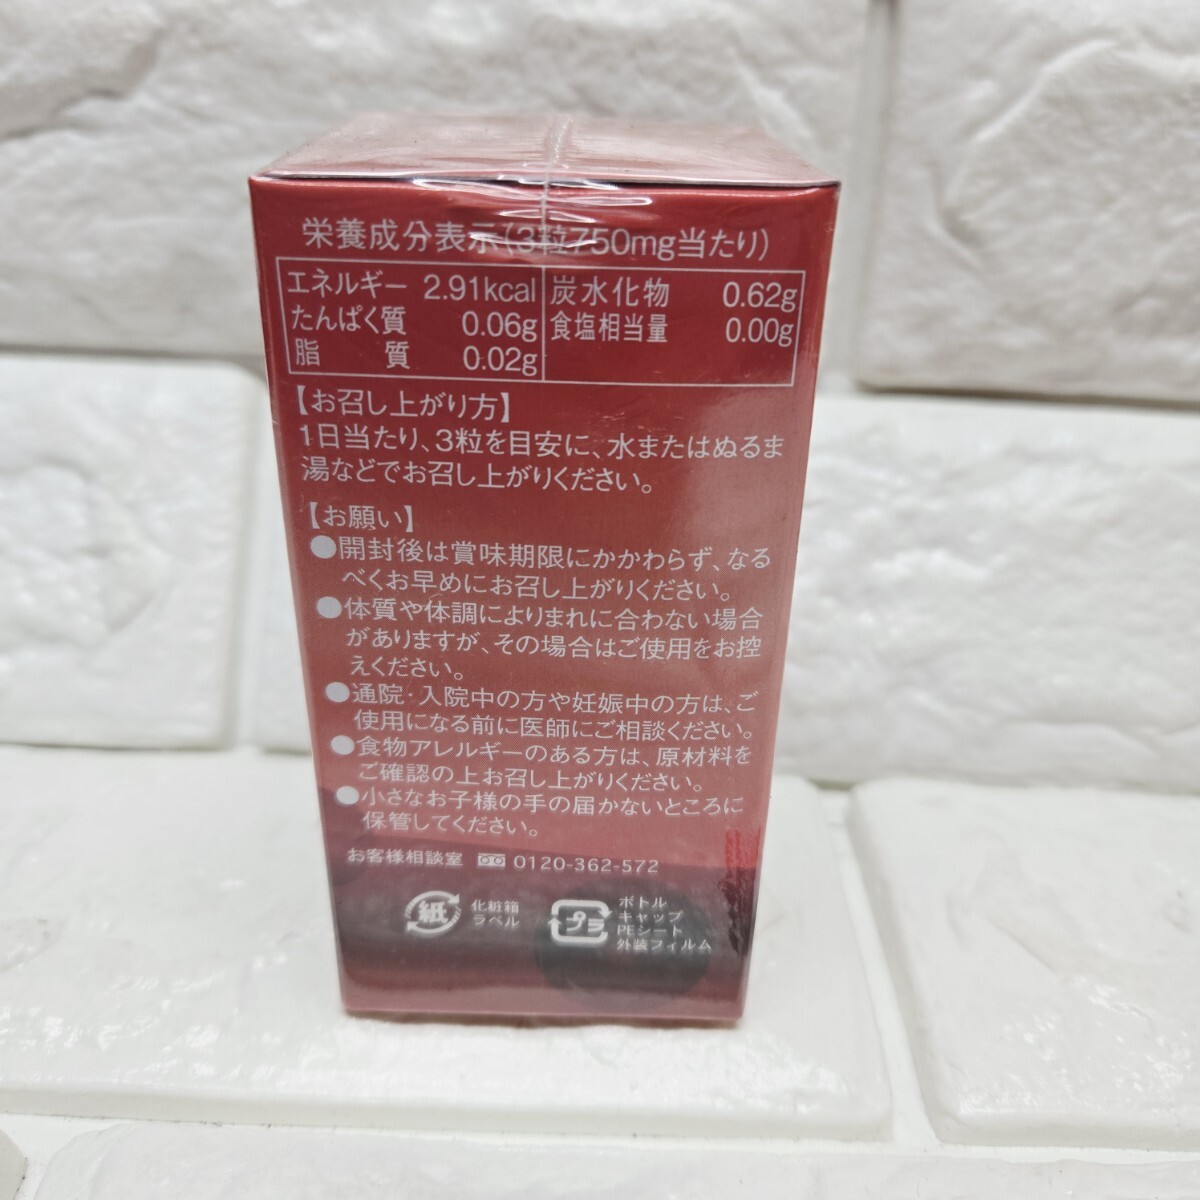 栄養成分表示(3粒750mg当たり)
エネルギー 2.91kcal 炭水化物 0.62g
たんぱく質 0.06g 食塩相当量 0.00g
脂質 0.02g
【お召し上がり方】
1日当たり、3粒を目安に、水またはぬるま
湯などでお召し上がりください。
【お願い】
●開封後は賞味期限にかかわらず、なる
べくお早めにお召し上がりください。
●体質や体調によりまれに合わない場合
がありますが、その場合はご使用をお控
えください。
●通院・入院中の方や妊娠中の方は、ご
使用になる前に医師にご相談ください。
●食物アレルギーのある方は、原材料を
ご確認の上お召し上がりください。
●小さなお子様の手の届かないところに
保管してください。
お客様相談室 0120-362-572
紙 化粧箱
ラベル
プラ ボトル
キャップ
PEシート
外装フィルム